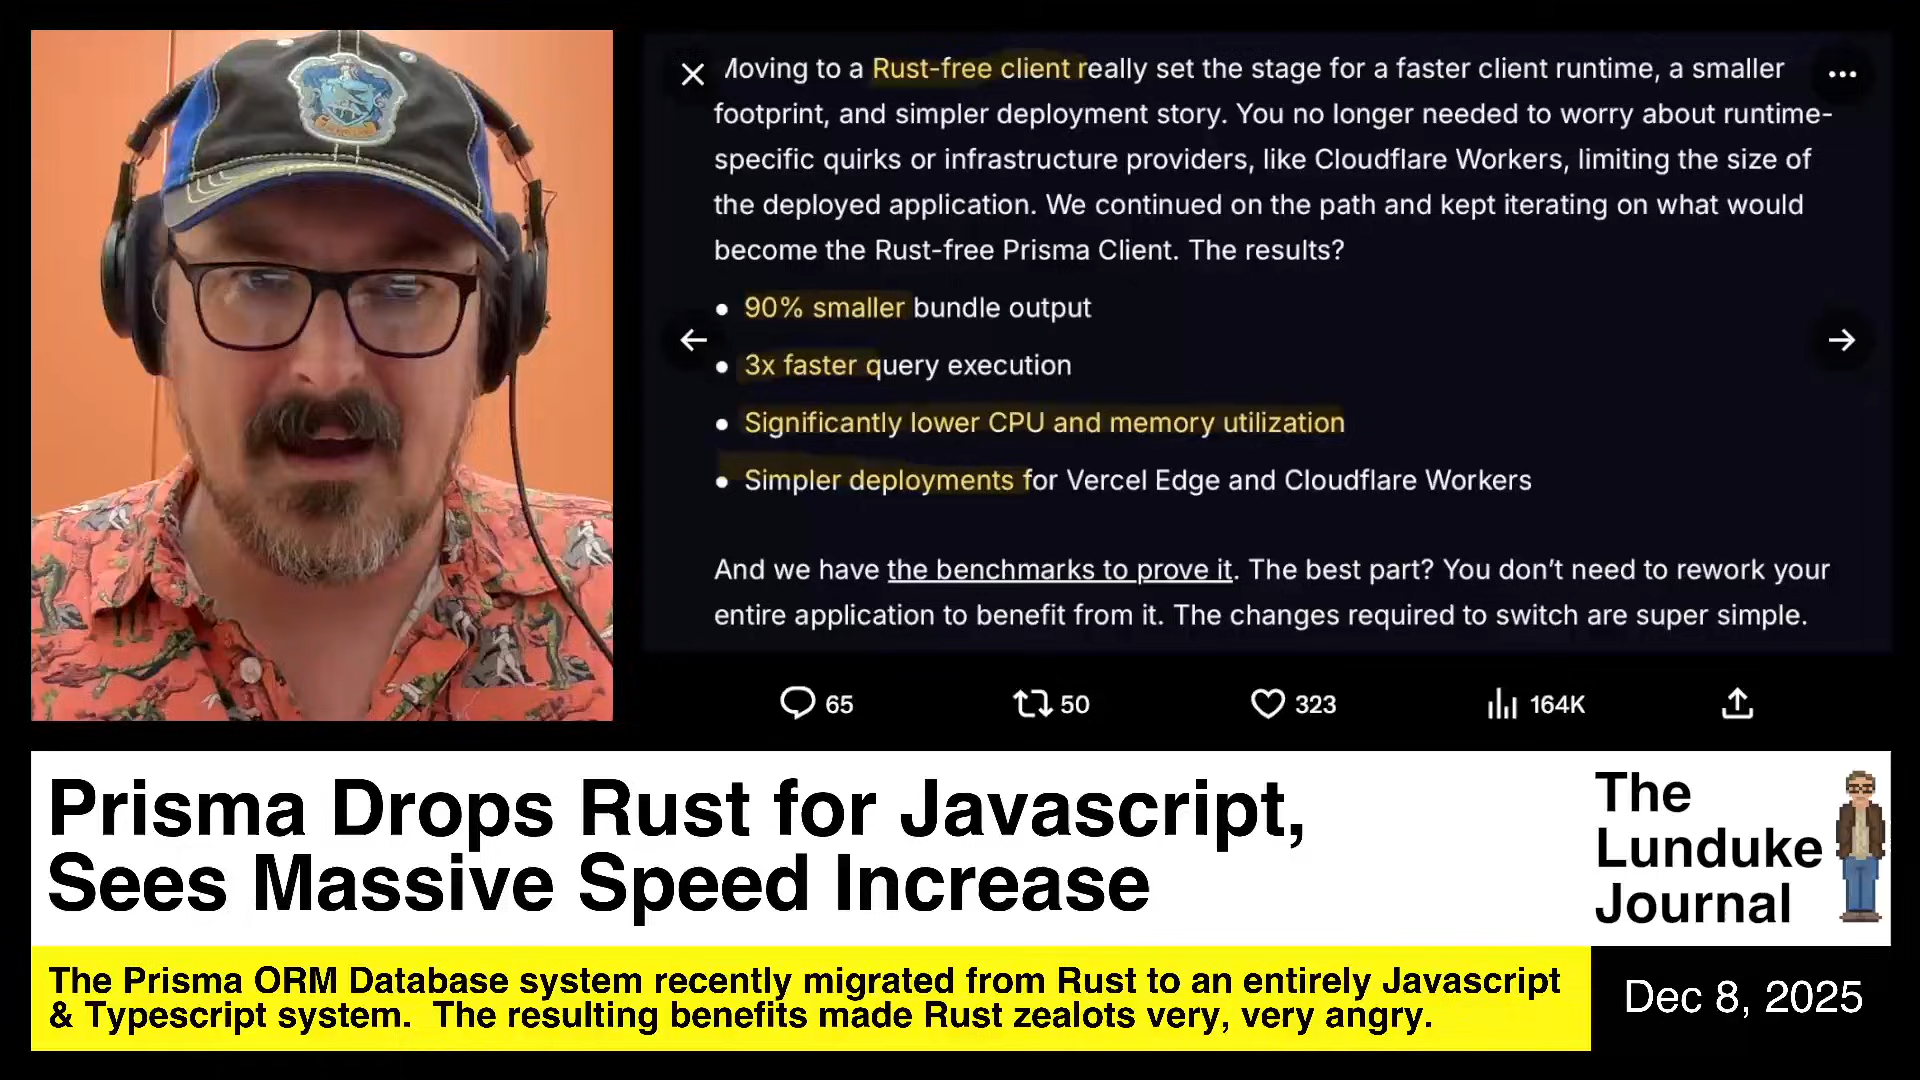 Moving to a Rust-free client really set the stage for a faster client runtime, a smaller
footprint, and simpler deployment story. You no longer needed to worry about runtime-
specific quirks or infrastructure providers, like Cloudflare Workers, limiting the size of
the deployed application. We continued on the path and kept iterating on what would
become the Rust-free Prisma Client. The results?
• 90% smaller bundle output
• 3x faster query execution
• Significantly lower CPU and memory utilization
• Simpler deployments for Vercel Edge and Cloudflare Workers
And we have the benchmarks to prove it. The best part? You don’t need to rework your
entire application to benefit from it. The changes required to switch are super simple.
65 50 323 164K
Prisma Drops Rust for Javascript,
Sees Massive Speed Increase
The
Lunduke
Journal
The Prisma ORM Database system recently migrated from Rust to an entirely Javascript
& Typescript system. The resulting benefits made Rust zealots very, very angry.
Dec 8, 2025